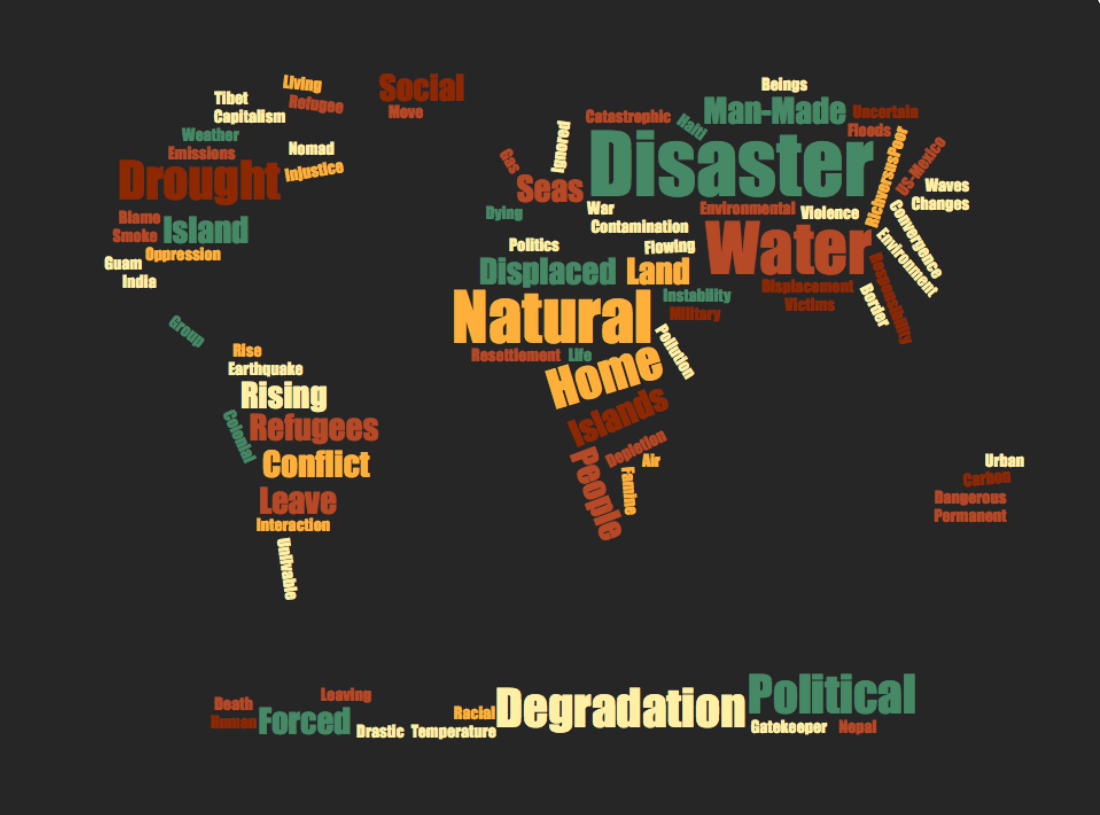 Living
Tibet
Refugee
Capitalism
Weather
Nomad
Emissions
Injustice
Drought
Blame
Smoke
Island
Oppression
Guam
India
Social
Move
Group
Rise
Earthquake
Rising
Colonial
Refugees
Conflict
Leave
Interaction
Unlivable
Beings
Man-Made
Uncertain
Catastrophic
Haiti
Floods
Ignored
Gas
Disaster
RichversusPoor
US-Mexico
Seas
Waves
Changes
Dying
War
Environmental
Violence
Contamination
Convergence
Politics
Flowing
Water
Environment
Displaced
Land
Displacement
Responsibility
Instability
Victims
Border
Natural
Military
Pollution
Resettlement
Life
Home
Islands
Depletion
People
Air
Famine
Urban
Carbon
Dangerous
Permanent
Death
Leaving
Human
Forced
Drastic
Temperature
Racial
Degradation
Political
Gatekeeper
Nepal